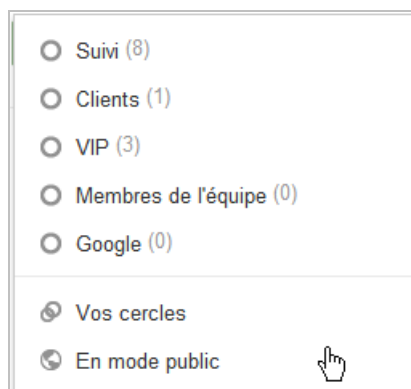 Suivi (8)
Clients (1)
VIP (3)
Membres de l'équipe (0)
Google (0)
Vos cercles
En mode public